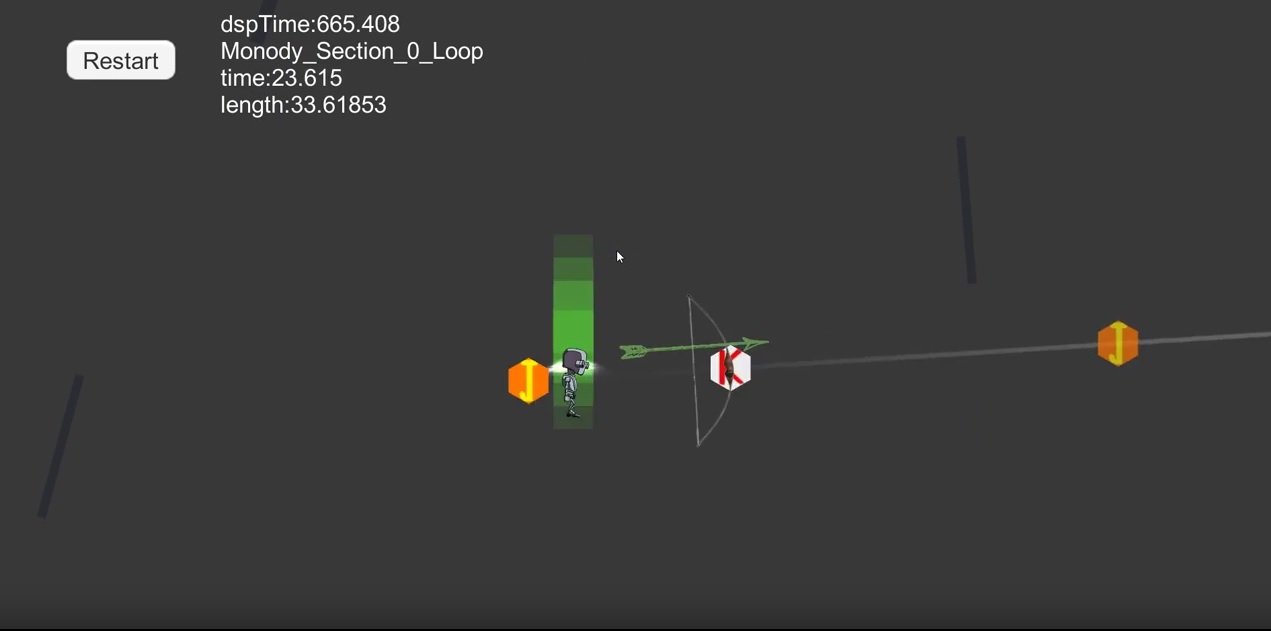 Restart
dspTime:665.408
Monody_Section_0_Loop
time:23.615
length:33.61853
J
K
J